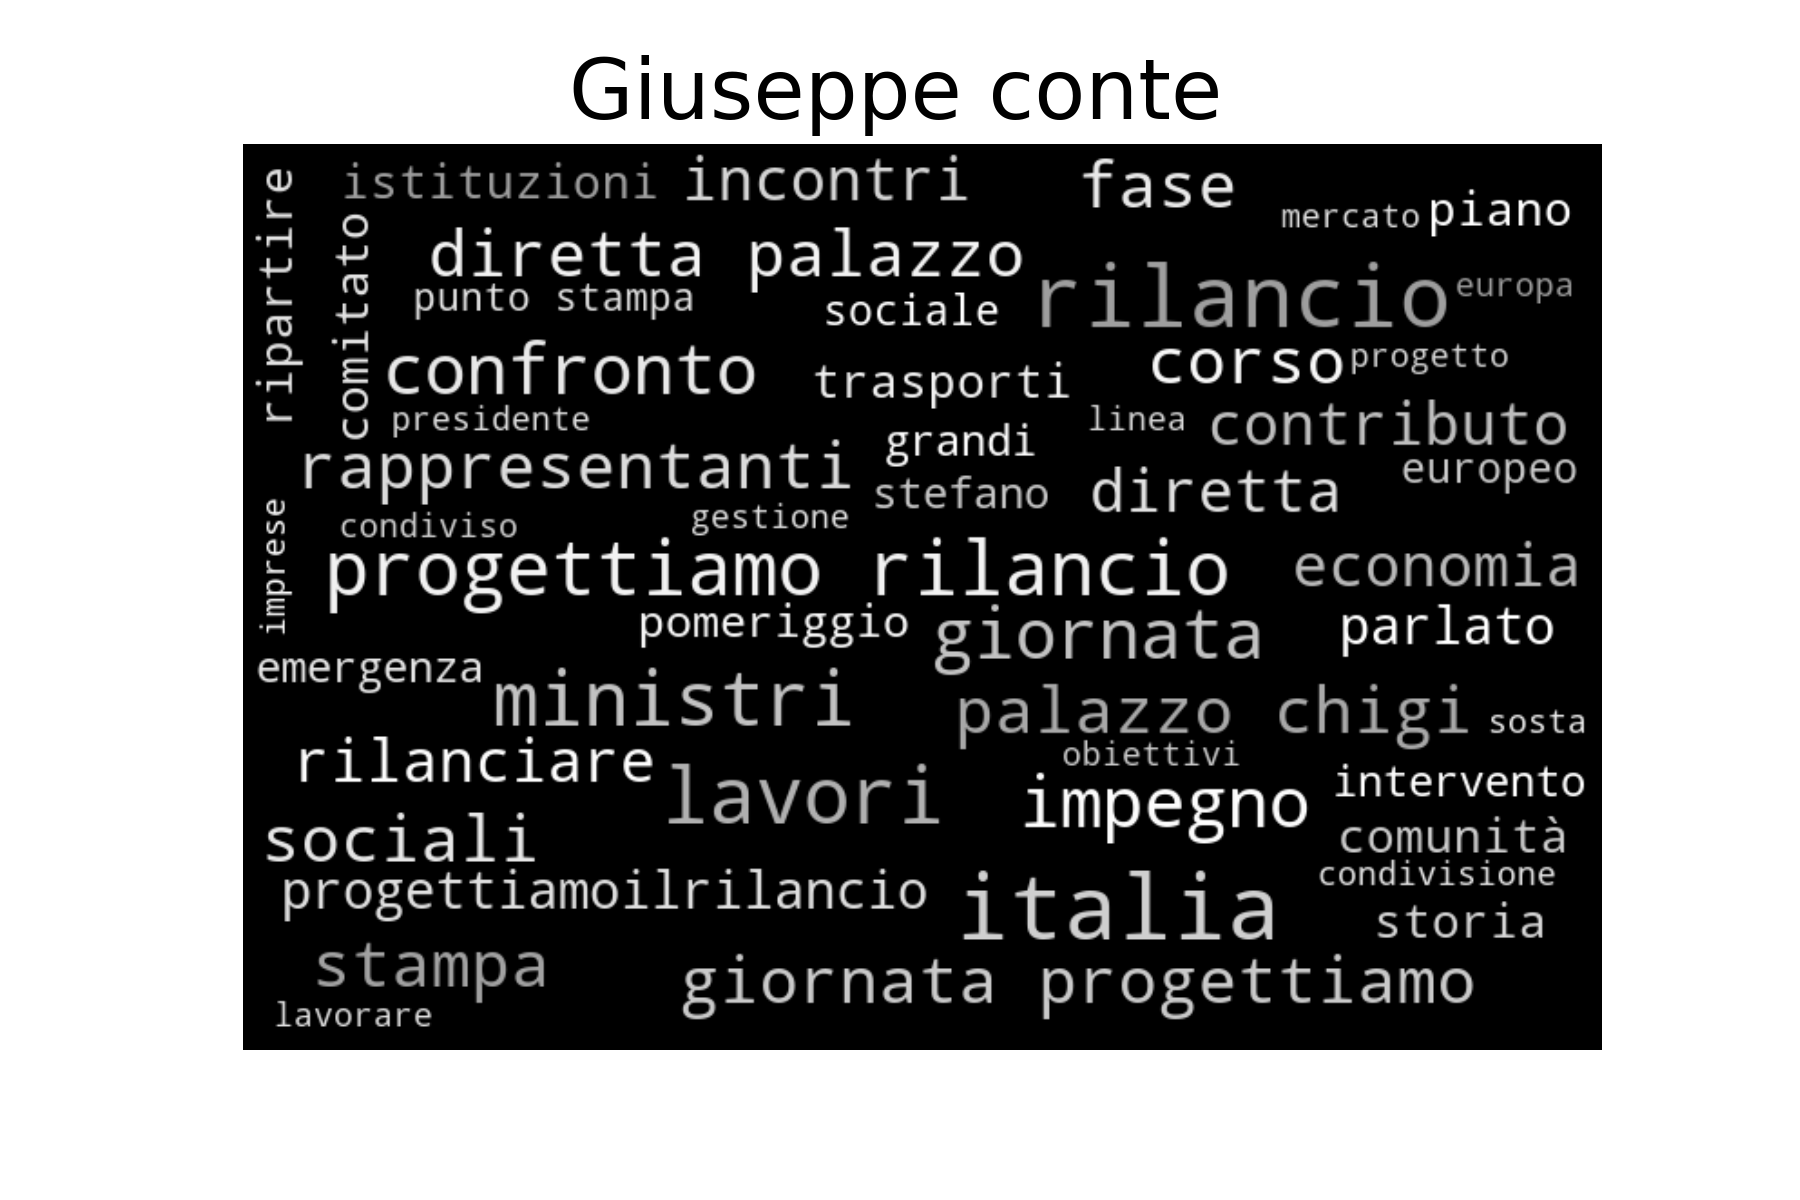 Giuseppe conte
ripartire
istituzioni
incontri
fase
mercato
piano
comitato
diretta palazzo
punto stampa
sociale
rilancio
europa
confronto
trasporti
corso
progetto
presidente
grandi
linea
contributo
rappresentanti
stefano
diretta
europeo
imprese
condiviso
gestione
progettiamo rilancio
economia
pomeriggio
giornata
parlato
emergenza
ministri
palazzo chigi
sosta
rilanciare
lavori
obiettivi
impegno
intervento
sociali
comunità
progettiamoilrilancio
italia
condivisione
storia
stampa
giornata progettiamo
lavorare